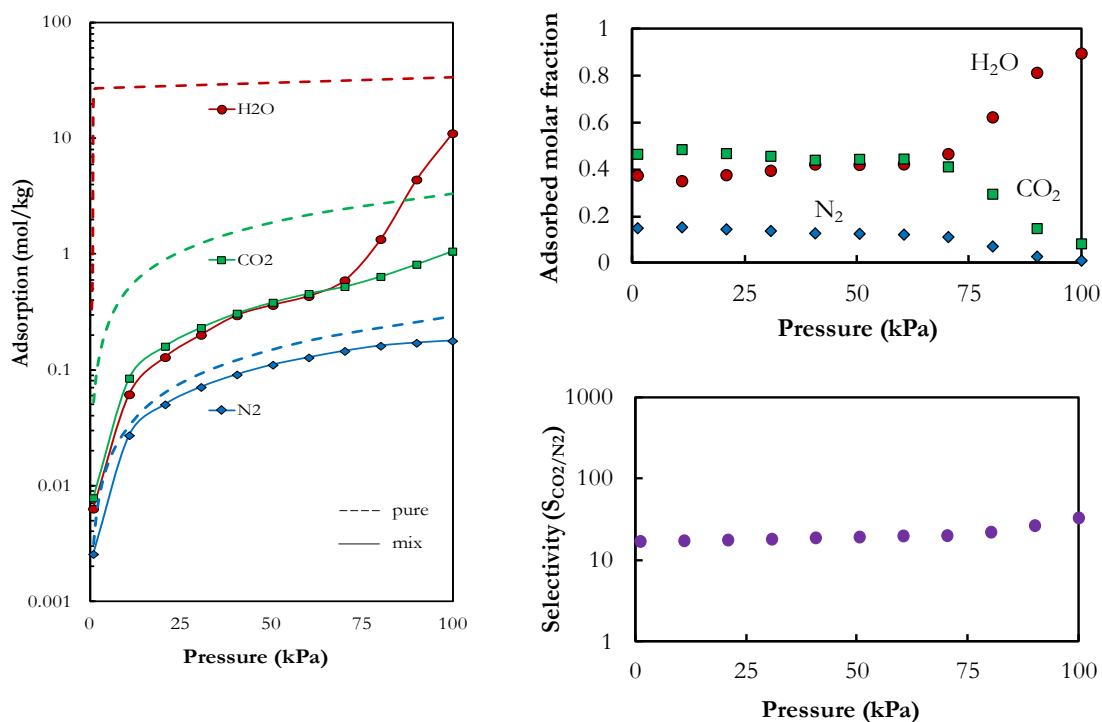 100
10
1
0.1
0.01
0.001
Adsorption (mol/kg)
H2O
CO2
N2
pure
mix
0 25 50 75 100
Pressure (kPa)
1
0.8
0.6
0.4
0.2
0
Adsorbed molar fraction
H2O
CO2
N2
0 25 50 75 100
Pressure (kPa)
1000
100
10
1
Selectivity (SCO2/N2)
0 25 50 75 100
Pressure (kPa)